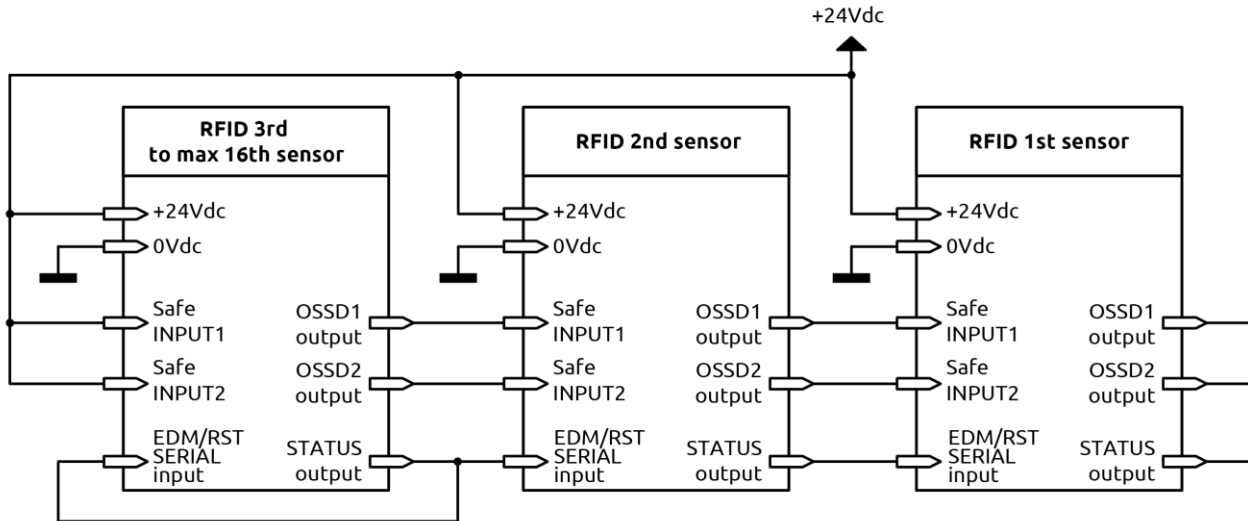 +24Vdc
RFID 3rd
to max 16th sensor
+24Vdc
0Vdc
Safe
INPUT1
Safe
INPUT2
EDM/RST
SERIAL
input
OSSD1
output
OSSD2
output
STATUS
output
RFID 2nd sensor
+24Vdc
0Vdc
Safe
INPUT1
Safe
INPUT2
EDM/RST
SERIAL
input
OSSD1
output
OSSD2
output
STATUS
output
RFID 1st sensor
+24Vdc
0Vdc
Safe
INPUT1
Safe
INPUT2
EDM/RST
SERIAL
input
OSSD1
output
OSSD2
output
STATUS
output